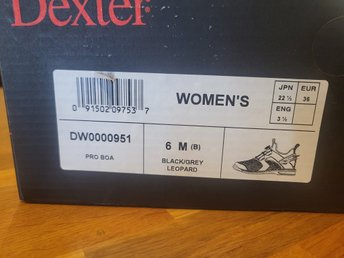 Dexter
0 91502 09753 7
WOMEN'S
JPN EUR
22 ½ 36
ENG
3 ½
DW0000951
PRO BOA
6 M (B)
BLACK/GREY
LEOPARD